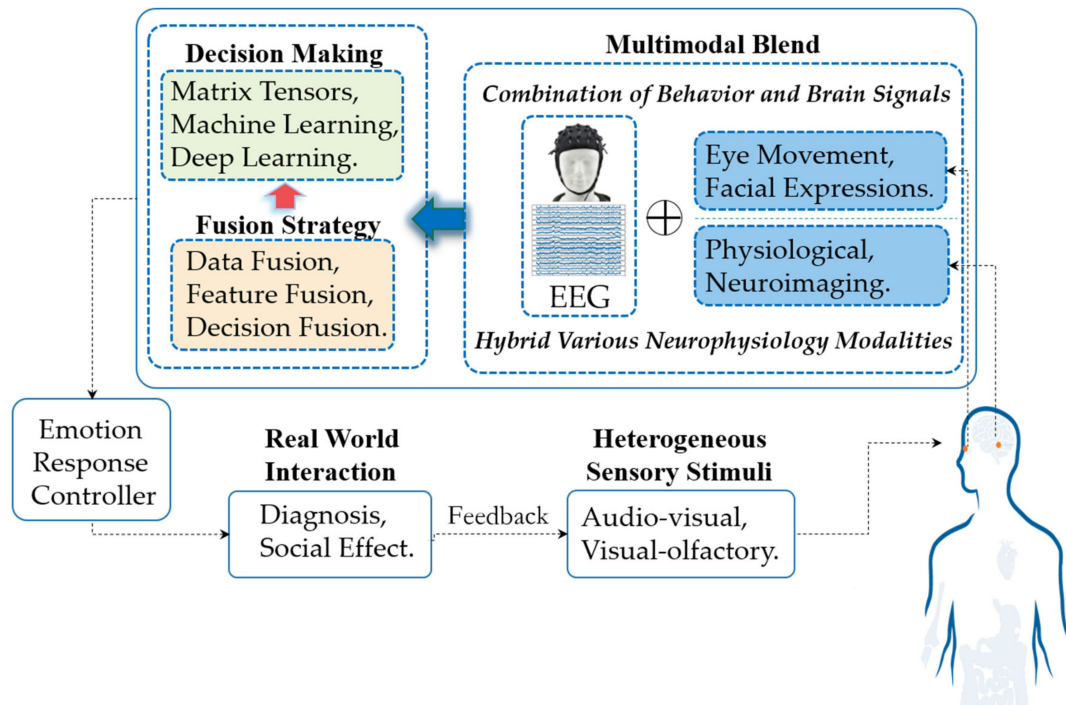 Decision Making
Matrix Tensors,
Machine Learning,
Deep Learning.
Fusion Strategy
Data Fusion,
Feature Fusion,
Decision Fusion.
Multimodal Blend
Combination of Behavior and Brain Signals
EEG
Eye Movement,
Facial Expressions.
Physiological,
Neuroimaging.
Hybrid Various Neurophysiology Modalities
Emotion
Response
Controller
Real World
Interaction
Diagnosis,
Social Effect.
Feedback
Heterogeneous
Sensory Stimuli
Audio-visual,
Visual-olfactory.